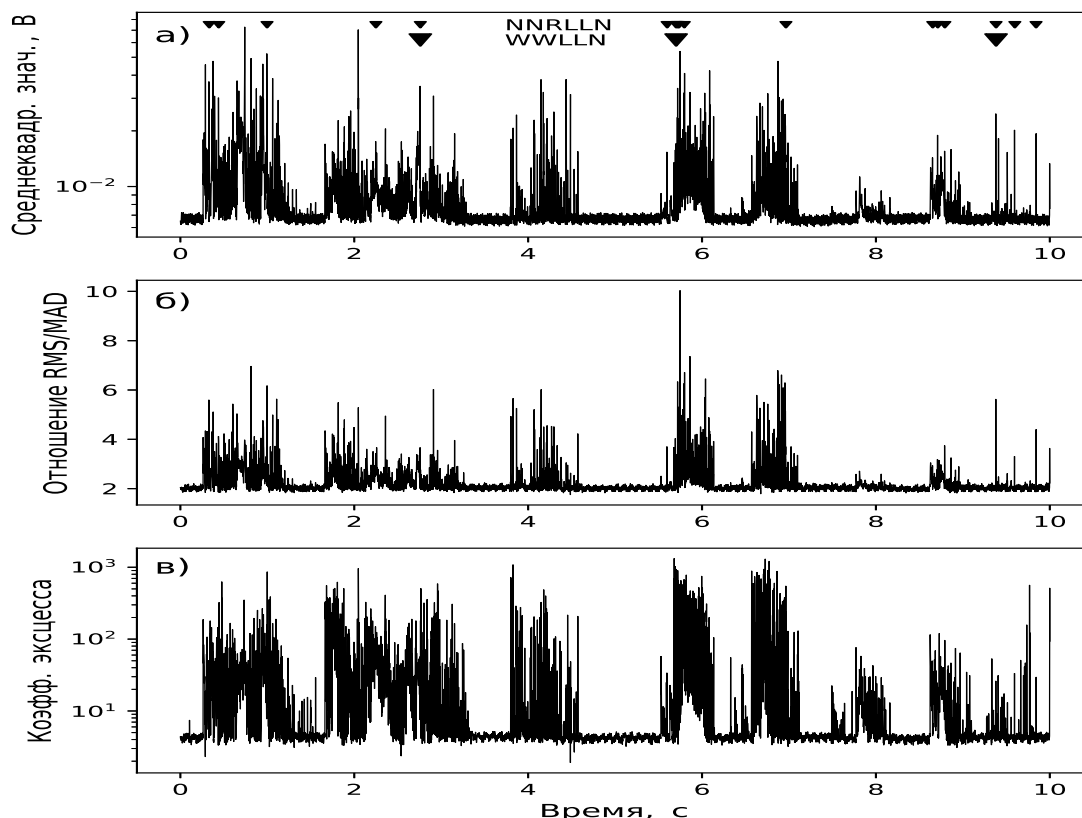 а)
NNRLLN
WWLLN
Среднеквадр. знач., В
10⁻²
0 2 4 6 8 10
б)
Отношение RMS/MAD
10
8
6
4
2
0 2 4 6 8 10
в)
Коэфф. эксцесса
10³
10²
10¹
0 2 4 6 8 10
Время, с